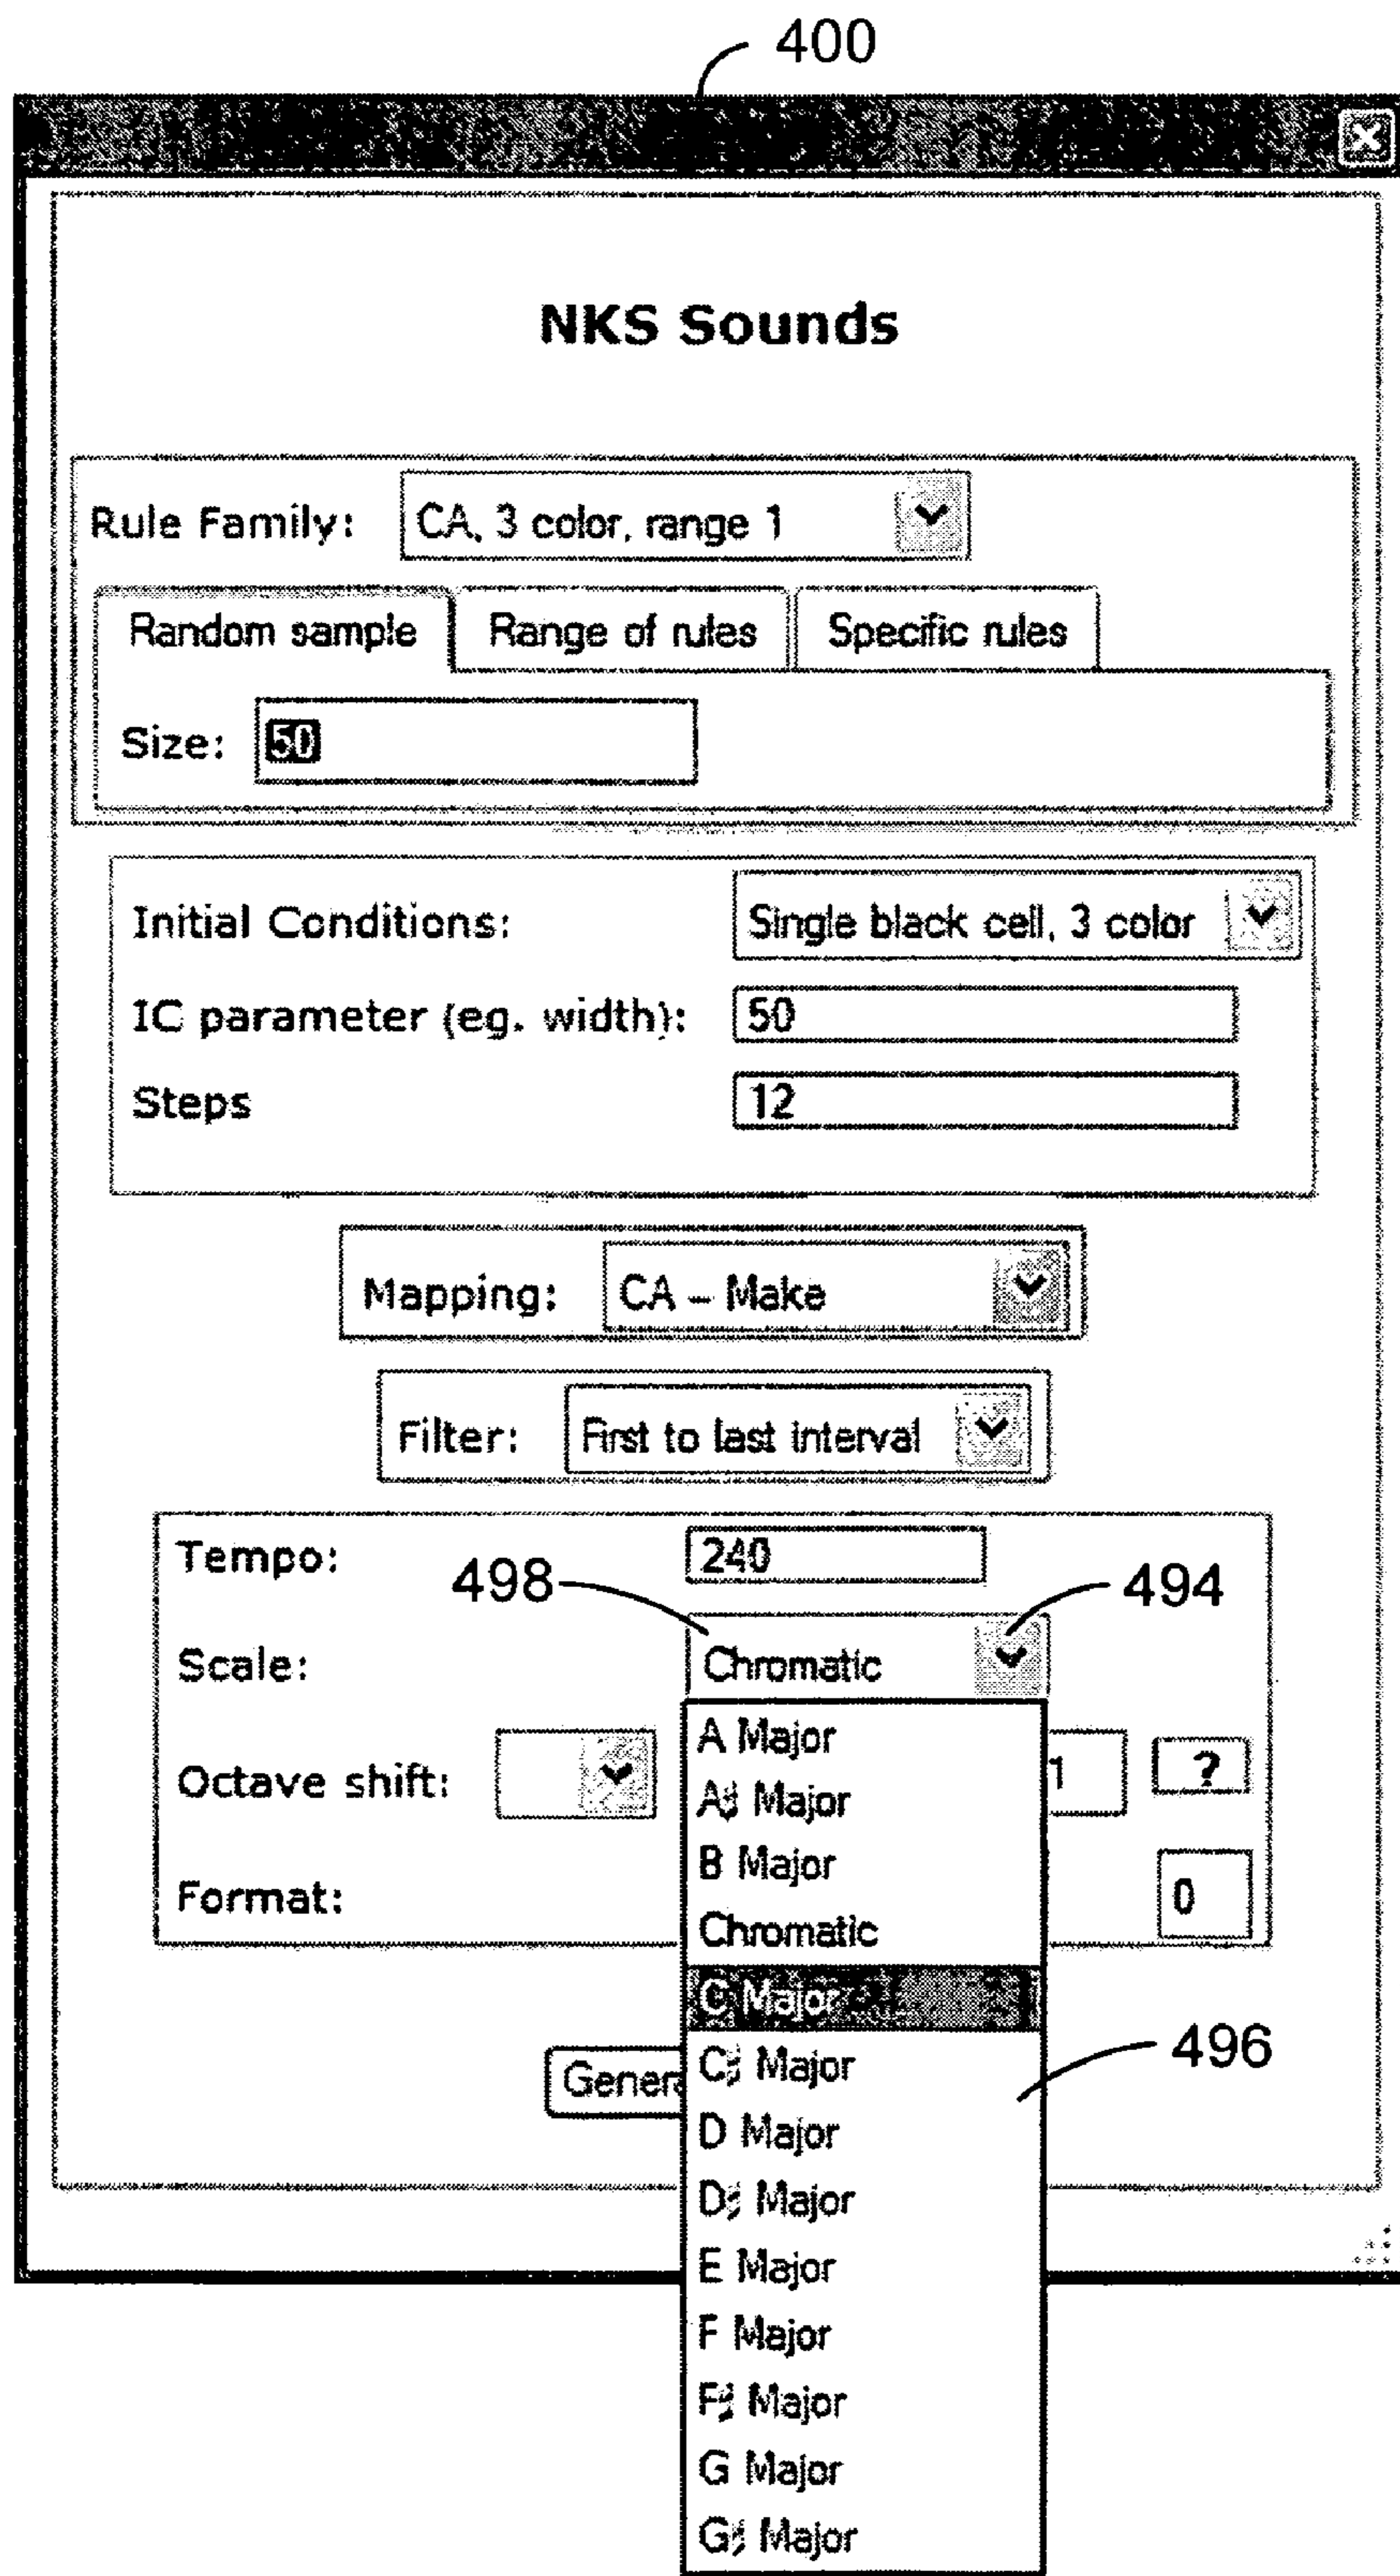 400
NKS Sounds
Rule Family: CA, 3 color, range 1
Random sample Range of rules Specific rules
Size: 50
Initial Conditions: Single black cell, 3 color
IC parameter (eg. width): 50
Steps 12
Mapping: CA – Make
Filter: First to last interval
Tempo: 240
498 494
Scale: Chromatic
A Major
Octave shift: 1 ?
A♯ Major
B Major
Format: 0
Chromatic
C Major
496
C♯ Major
D Major
D♯ Major
E Major
F Major
F♯ Major
G Major
G♯ Major